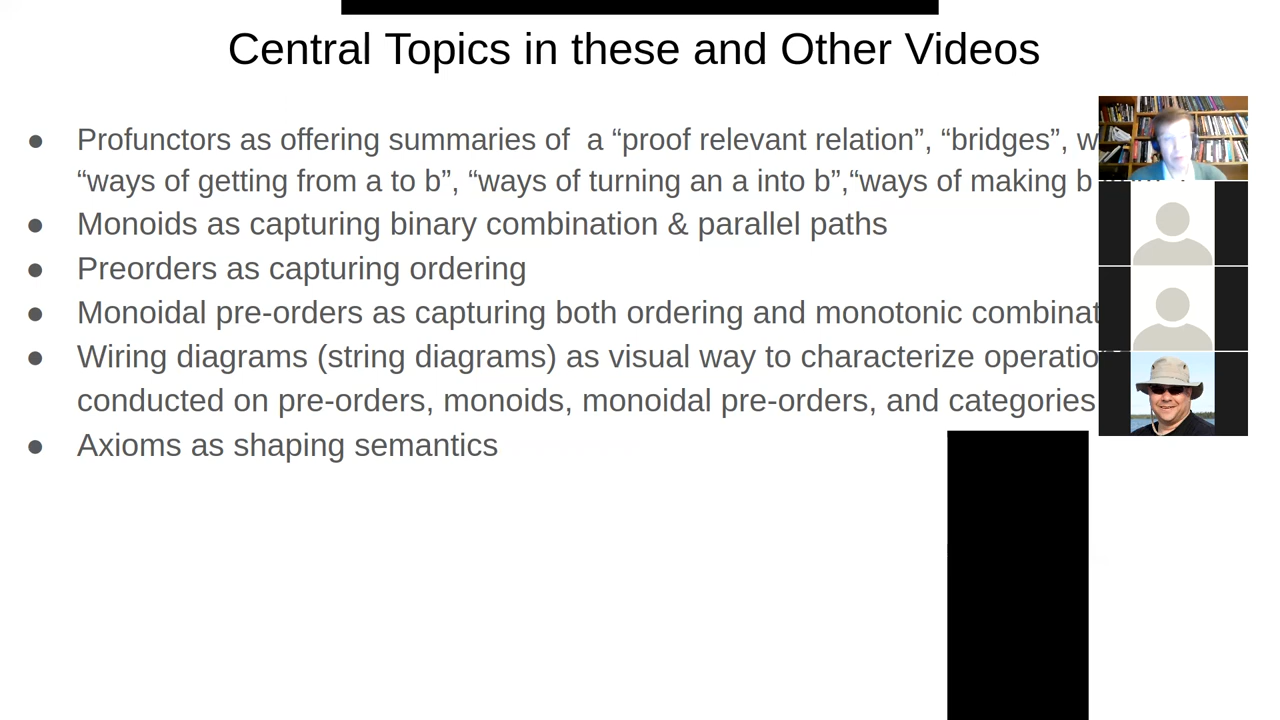 Central Topics in these and Other Videos
● Profunctors as offering summaries of  a “proof relevant relation”, “bridges”,
“ways of getting from a to b”, “ways of turning an a into b”,“ways of making b
● Monoids as capturing binary combination & parallel paths
● Preorders as capturing ordering
● Monoidal pre-orders as capturing both ordering and monotonic
● Wiring diagrams (string diagrams) as visual way to characterize
conducted on pre-orders, monoids, monoidal pre-orders, and categories
● Axioms as shaping semantics